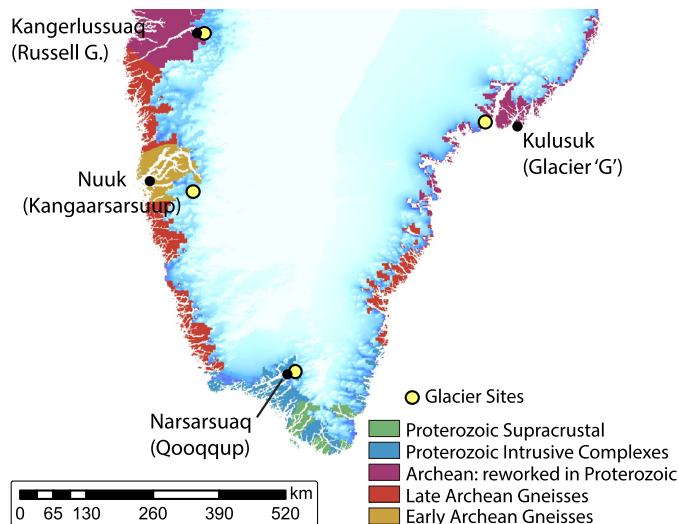 Kangerlussuaq
(Russell G.)
Kulusuk
(Glacier 'G')
Nuuk
(Kangaarsarsuup)
Narsarsuaq
(Qooqqup)
Glacier Sites
Proterozoic Supracrustal
Proterozoic Intrusive Complexes
Archean: reworked in Proterozoic
Late Archean Gneisses
Early Archean Gneisses
km
0 65 130 260 390 520